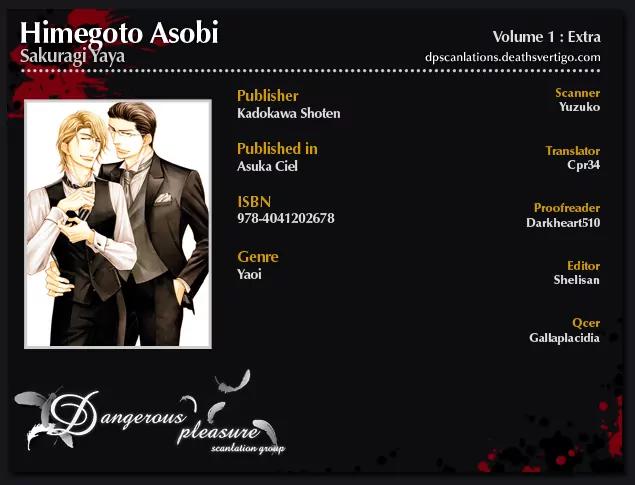 Himegoto Asobi
Sakuragi Yaya
Volume 1 : Extra
dpscanlations.deathsvertigo.com
Publisher
Kadokawa Shoten
Published in
Asuka Ciel
ISBN
978-4041202678
Genre
Yaoi
Scanner
Yuzuko
Translator
Cpr34
Proofreader
Darkheart510
Editor
Shelisan
Qcer
Gallaplacidia
Dangerous
pleasure
scanlation group